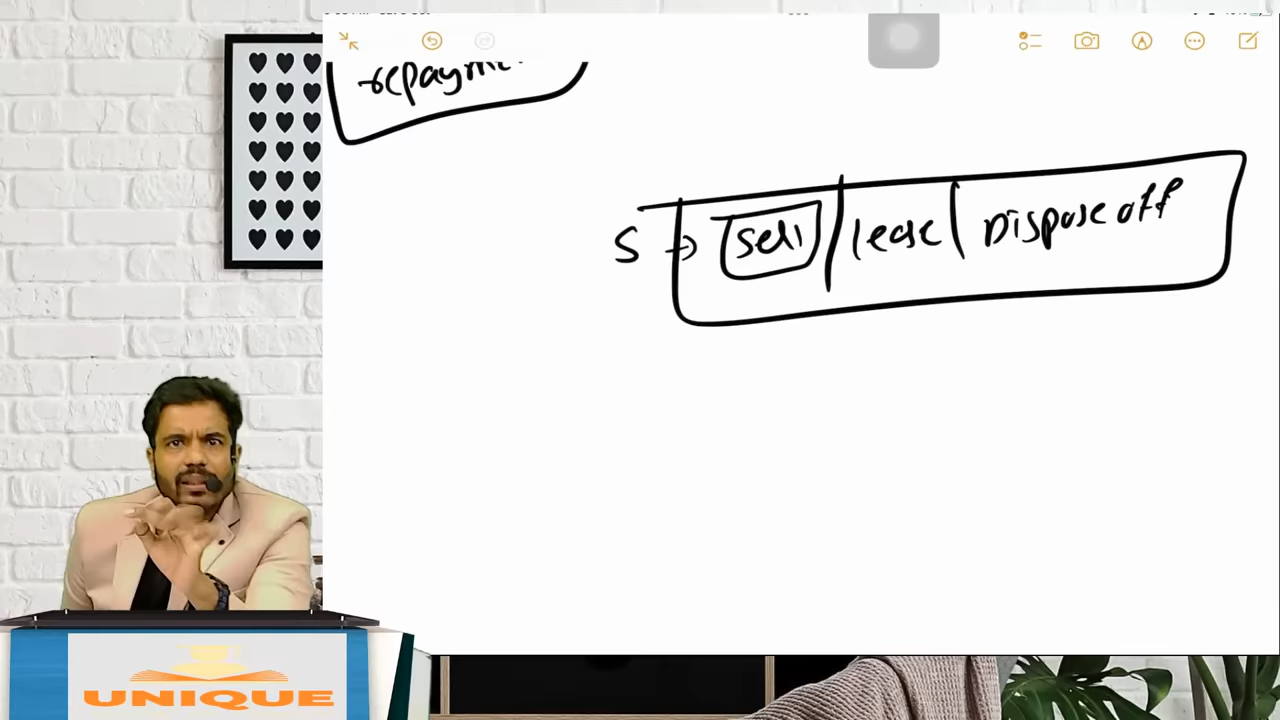 S → sell / lease | Dispose off
UNIQUE